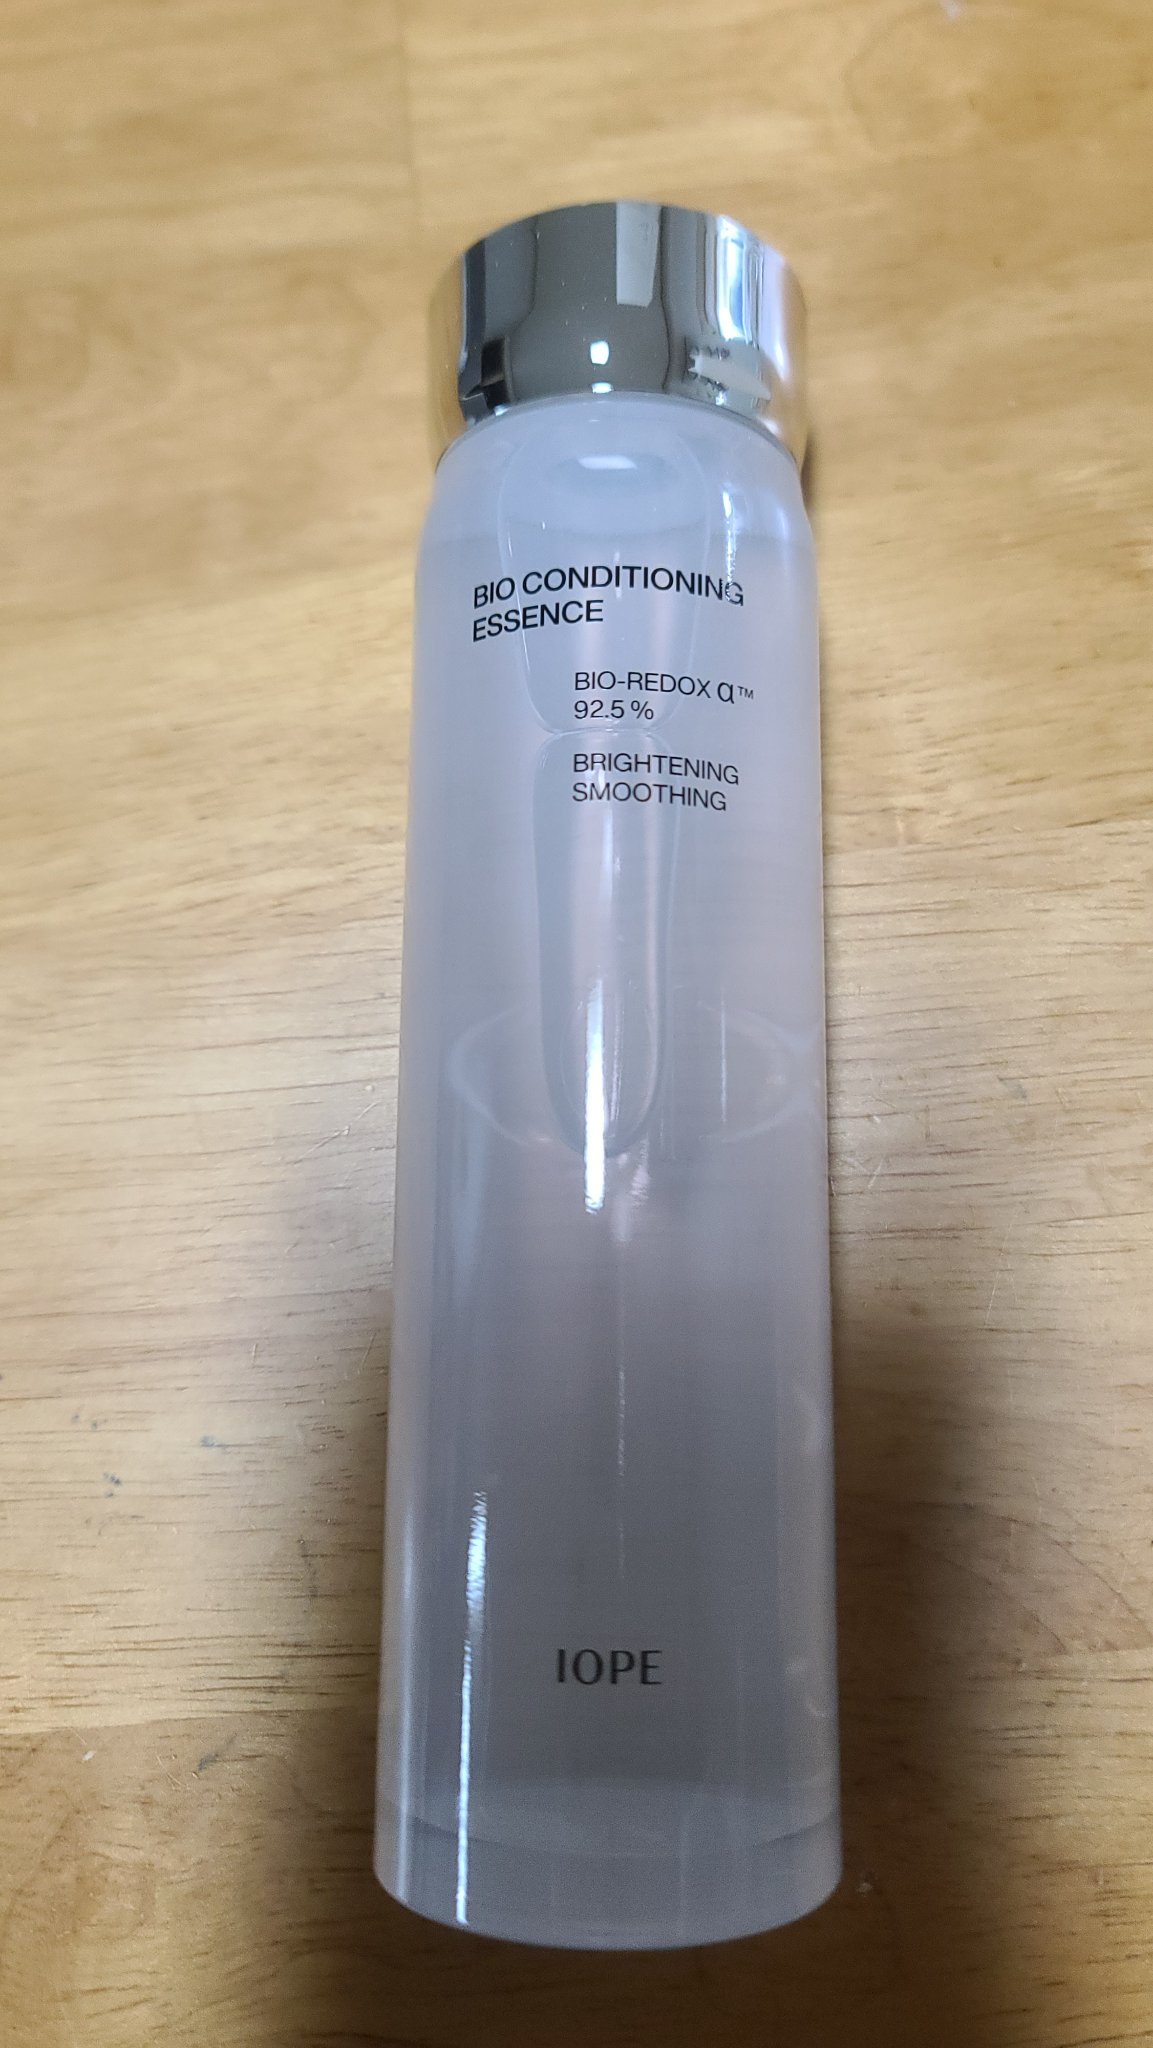 BIO CONDITIONING
ESSENCE
BIO-REDOX α™
92.5 %
BRIGHTENING
SMOOTHING
IOPE